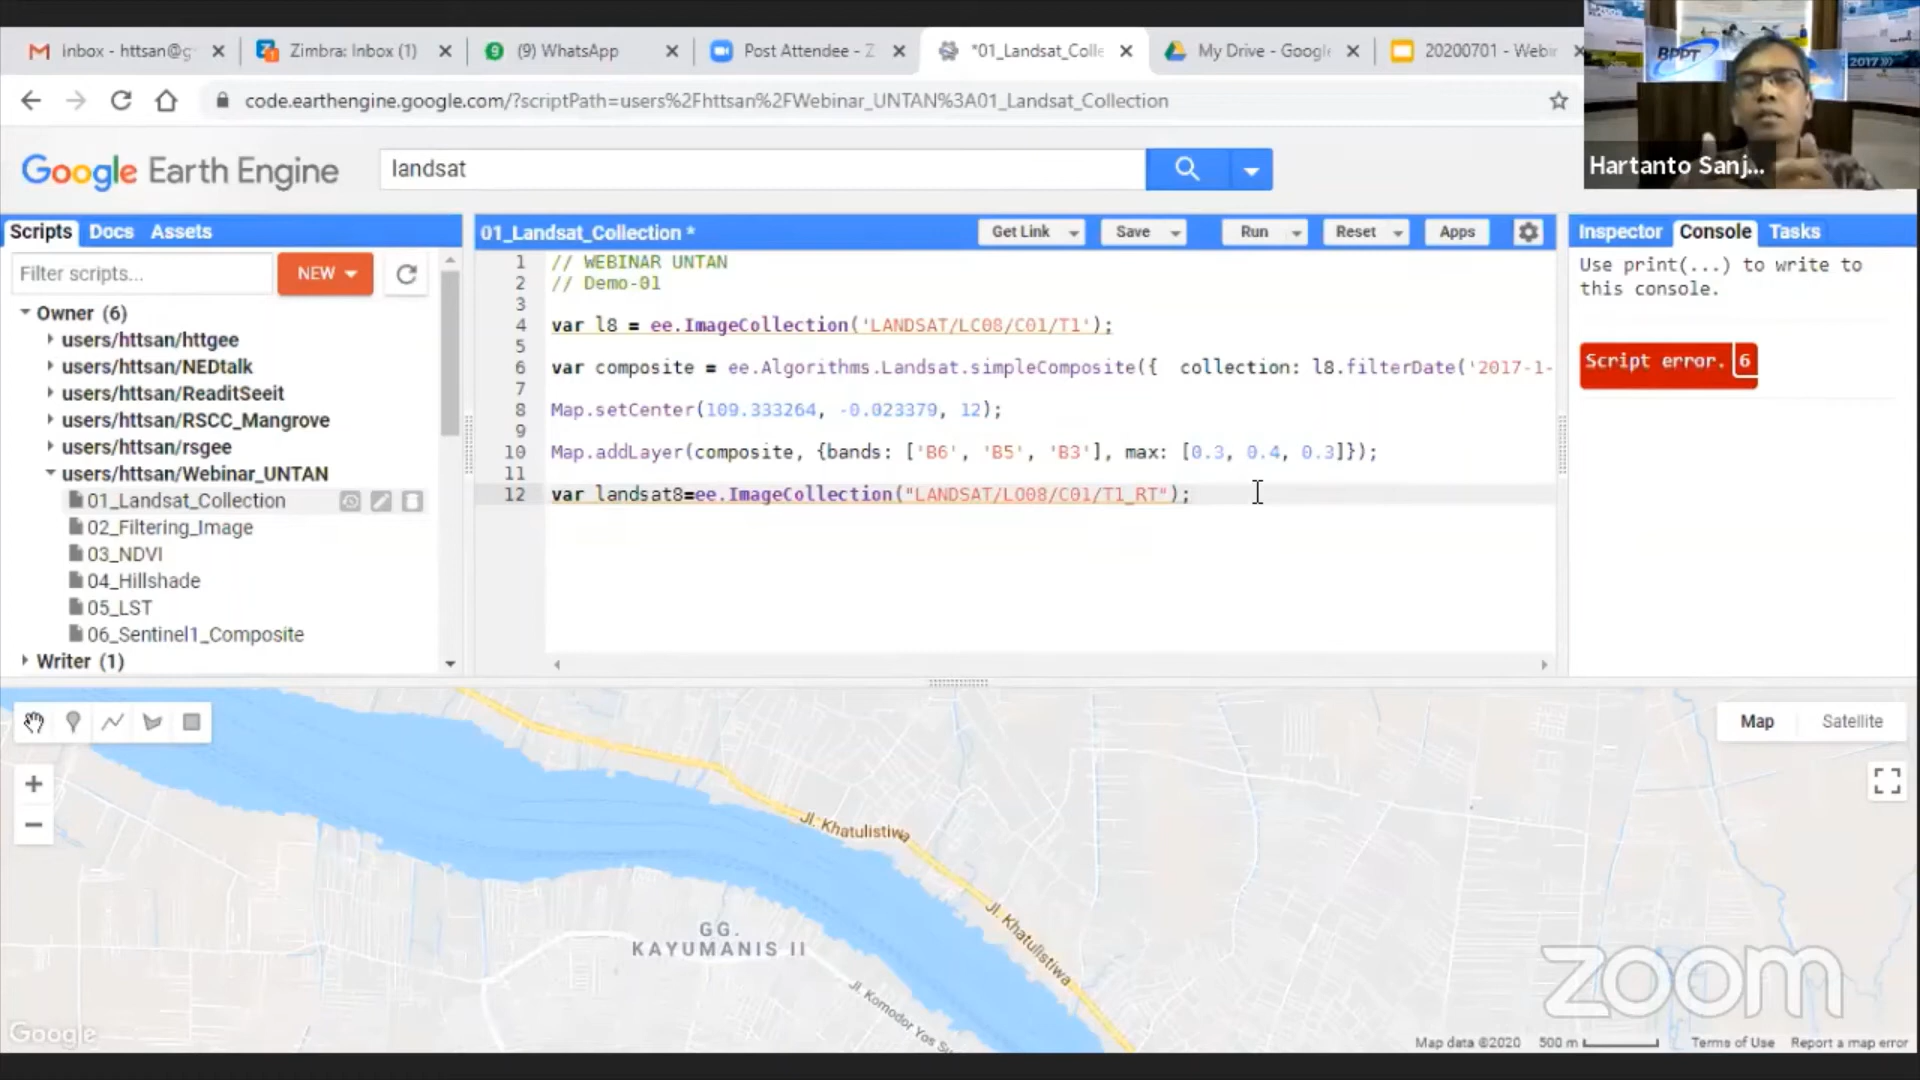 Inbox - httsan@g
Zimbra: Inbox (1)
(9) WhatsApp
Post Attendee - Z
*01_Landsat_Colle
My Drive - Google
20200701 - Webin
BPPT
2017
Hartanto Sanj...
code.earthengine.google.com/?scriptPath=users%2Fhttsan%2FWebinar_UNTAN%3A01_Landsat_Collection
Google Earth Engine
landsat
Scripts Docs Assets
Filter scripts...
NEW
Owner (6)
users/httsan/httgee
users/httsan/NEDtalk
users/httsan/ReaditSeeit
users/httsan/RSCC_Mangrove
users/httsan/rsgee
users/httsan/Webinar_UNTAN
01_Landsat_Collection
02_Filtering_Image
03_NDVI
04_Hillshade
05_LST
06_Sentinel1_Composite
Writer (1)
01_Landsat_Collection *
Get Link Save Run Reset Apps
1 // WEBINAR UNTAN
2 // Demo-01
3
4 var l8 = ee.ImageCollection('LANDSAT/LC08/C01/T1');
5
6 var composite = ee.Algorithms.Landsat.simpleComposite({ collection: l8.filterDate('2017-1-
7
8 Map.setCenter(109.333264, -0.023379, 12);
9
10 Map.addLayer(composite, {bands: ['B6', 'B5', 'B3'], max: [0.3, 0.4, 0.3]});
11
12 var landsat8=ee.ImageCollection("LANDSAT/LO08/C01/T1_RT");
Inspector Console Tasks
Use print(...) to write to
this console.
Script error. 6
Map Satellite
Jl. Khatulistiwa
Jl. Khatulistiwa
GG.
KAYUMANIS II
Jl. Komodor Yos Su
zoom
Google
Map data ©2020 500 m Terms of Use Report a map error